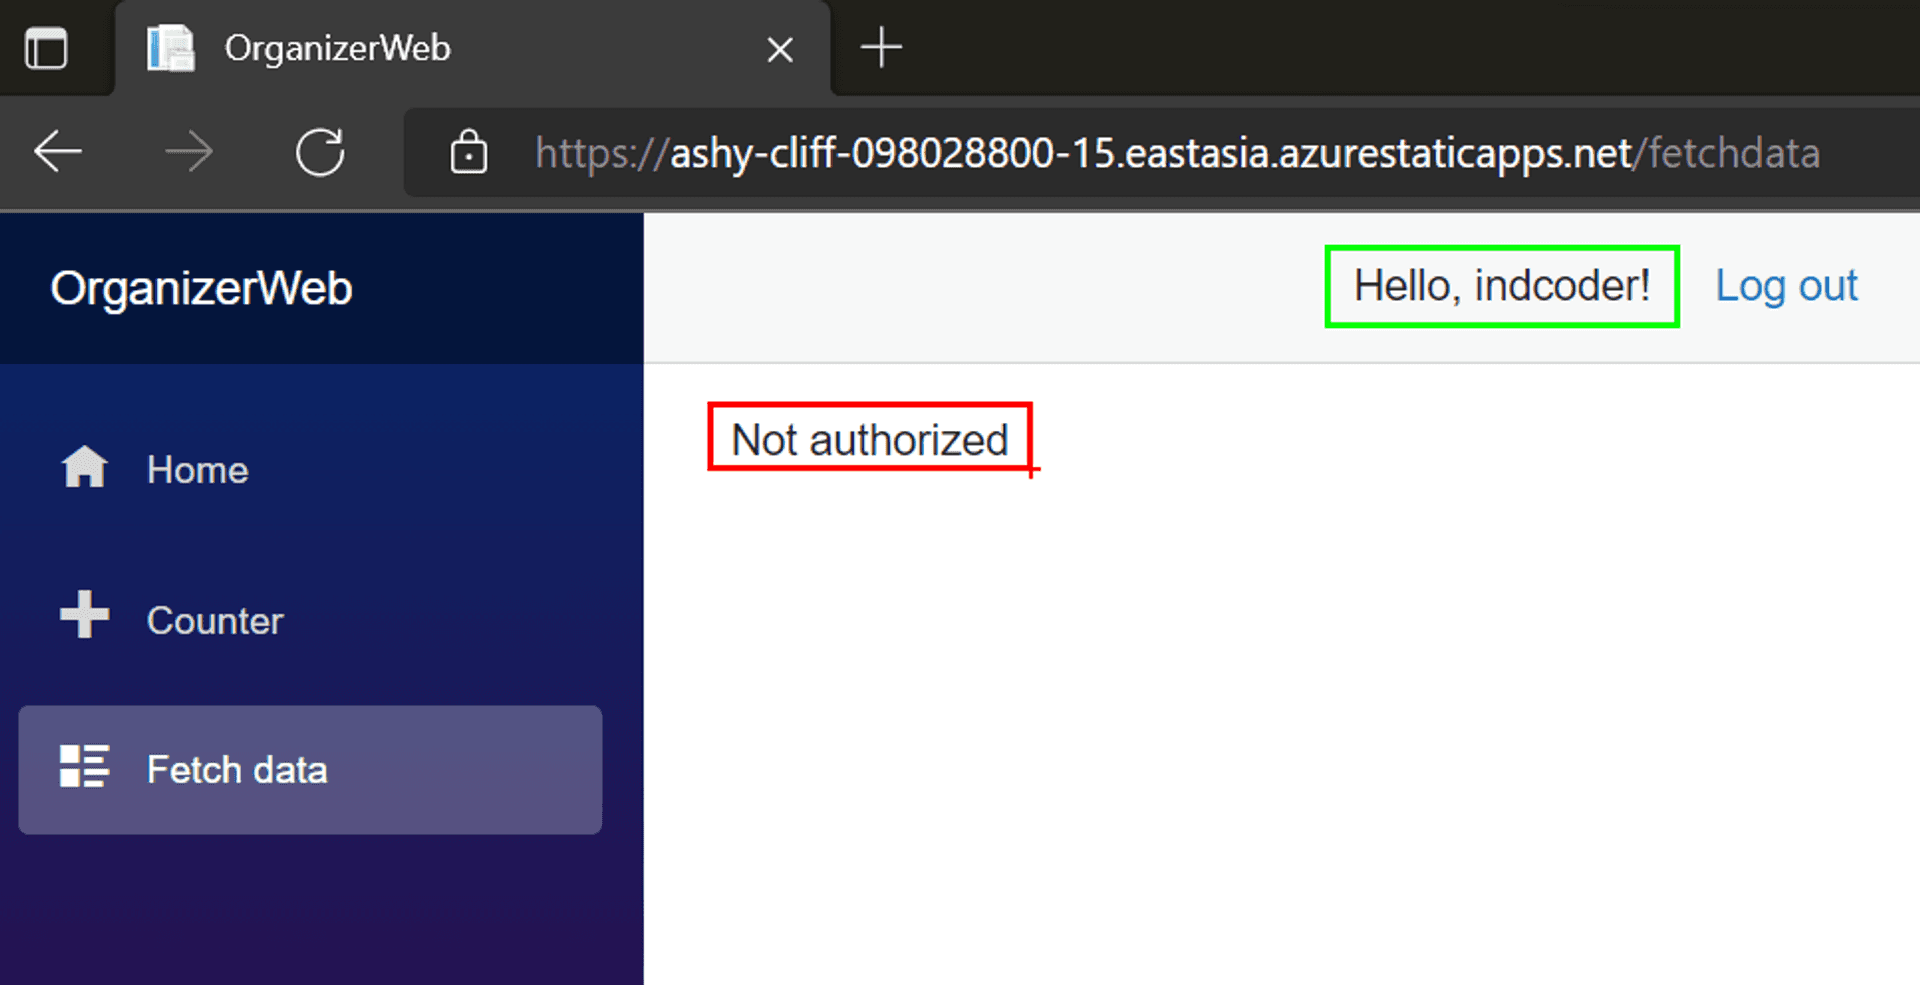 OrganizerWeb
https://ashy-cliff-098028800-15.eastasia.azurestaticapps.net/fetchdata
OrganizerWeb
Hello, indcoder! Log out
Not authorized
Home
Counter
Fetch data